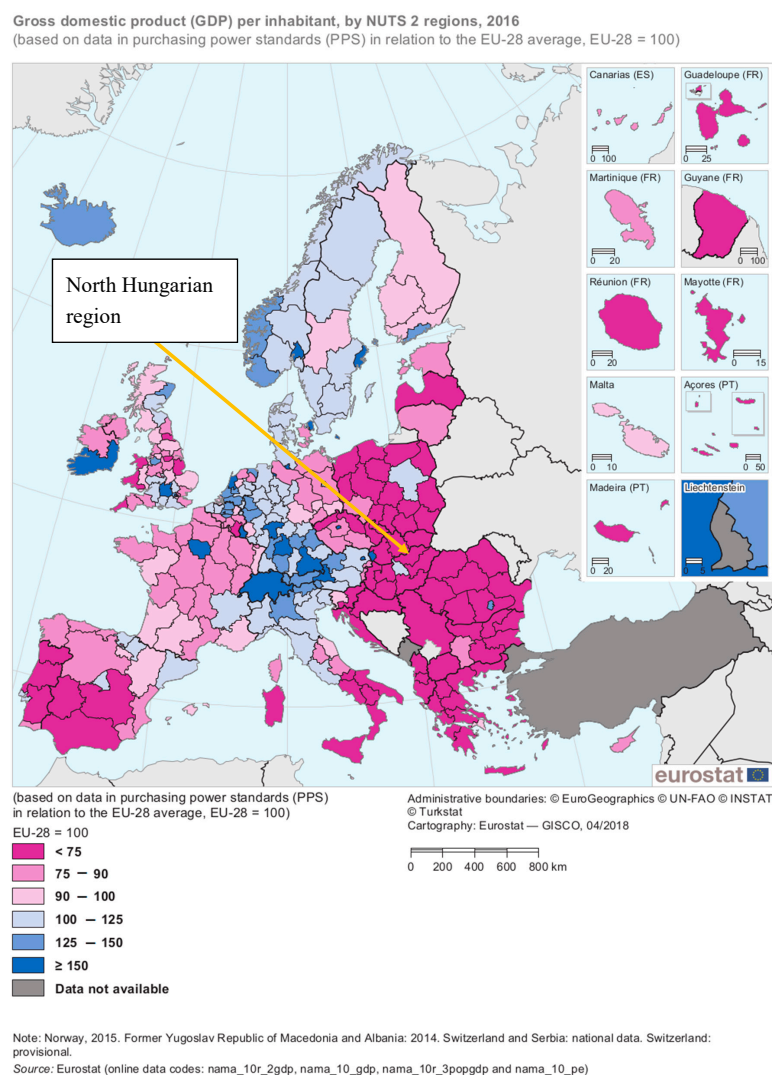 Gross domestic product (GDP) per inhabitant, by NUTS 2 regions, 2016
(based on data in purchasing power standards (PPS) in relation to the EU-28 average, EU-28 = 100)
Canarias (ES)
0 100
Guadeloupe (FR)
0 25
Martinique (FR)
0 20
Guyane (FR)
0 100
Réunion (FR)
0 20
Mayotte (FR)
0 15
Malta
0 10
Açores (PT)
0 50
Madeira (PT)
0 20
Liechtenstein
0 5
North Hungarian
region
eurostat
(based on data in purchasing power standards (PPS)
in relation to the EU-28 average, EU-28 = 100)
EU-28 = 100
< 75
75 – 90
90 – 100
100 – 125
125 – 150
≥ 150
Data not available
Administrative boundaries: © EuroGeographics © UN-FAO © INSTAT
© Turkstat
Cartography: Eurostat — GISCO, 04/2018
0 200 400 600 800 km
Note: Norway, 2015. Former Yugoslav Republic of Macedonia and Albania: 2014. Switzerland and Serbia: national data. Switzerland:
provisional.
Source: Eurostat (online data codes: nama_10r_2gdp, nama_10_gdp, nama_10r_3popgdp and nama_10_pe)